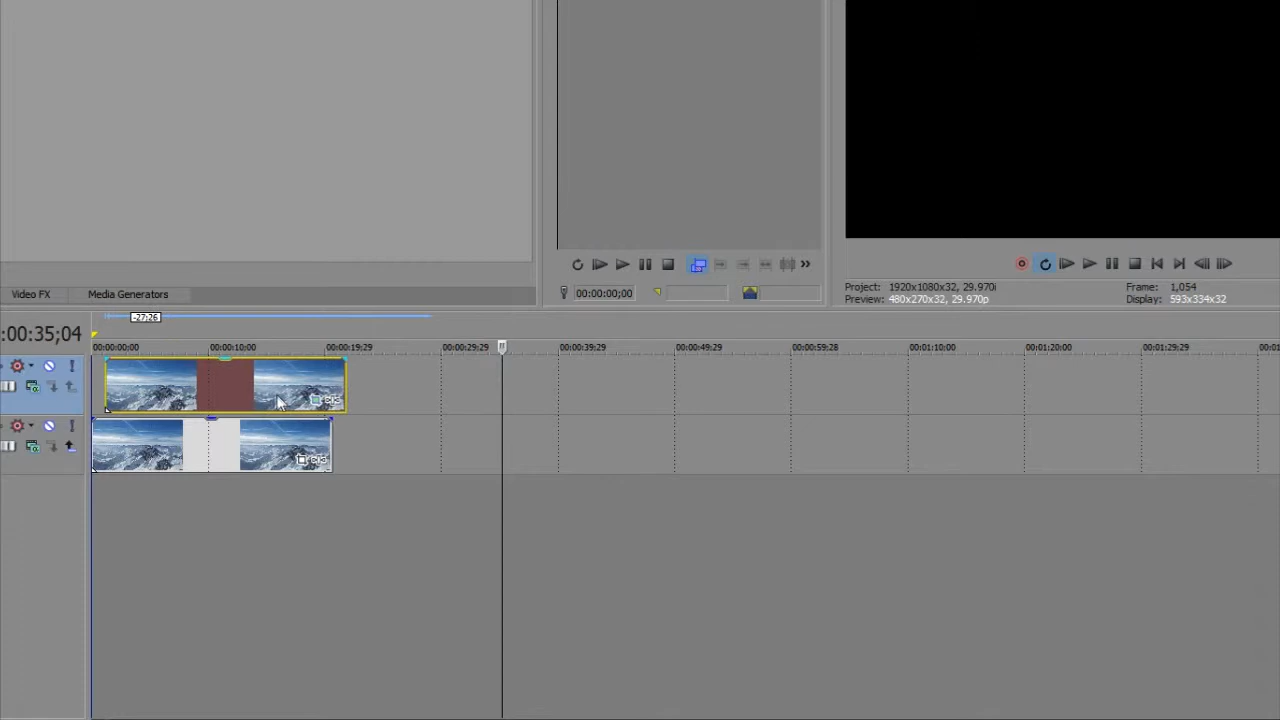 Video FX
Media Generators
00:00:00;00
Project: 1920x1080x32, 29.970i
Frame: 1,054
Preview: 480x270x32, 29.970p
Display: 593x334x32
-27;26
:00:35;04
00:00:00;00
00:00:10;00
00:00:19;29
00:00:29;29
00:00:39;29
00:00:49;29
00:00:59;28
00:01:10;00
00:01:20;00
00:01:29;29
00:01